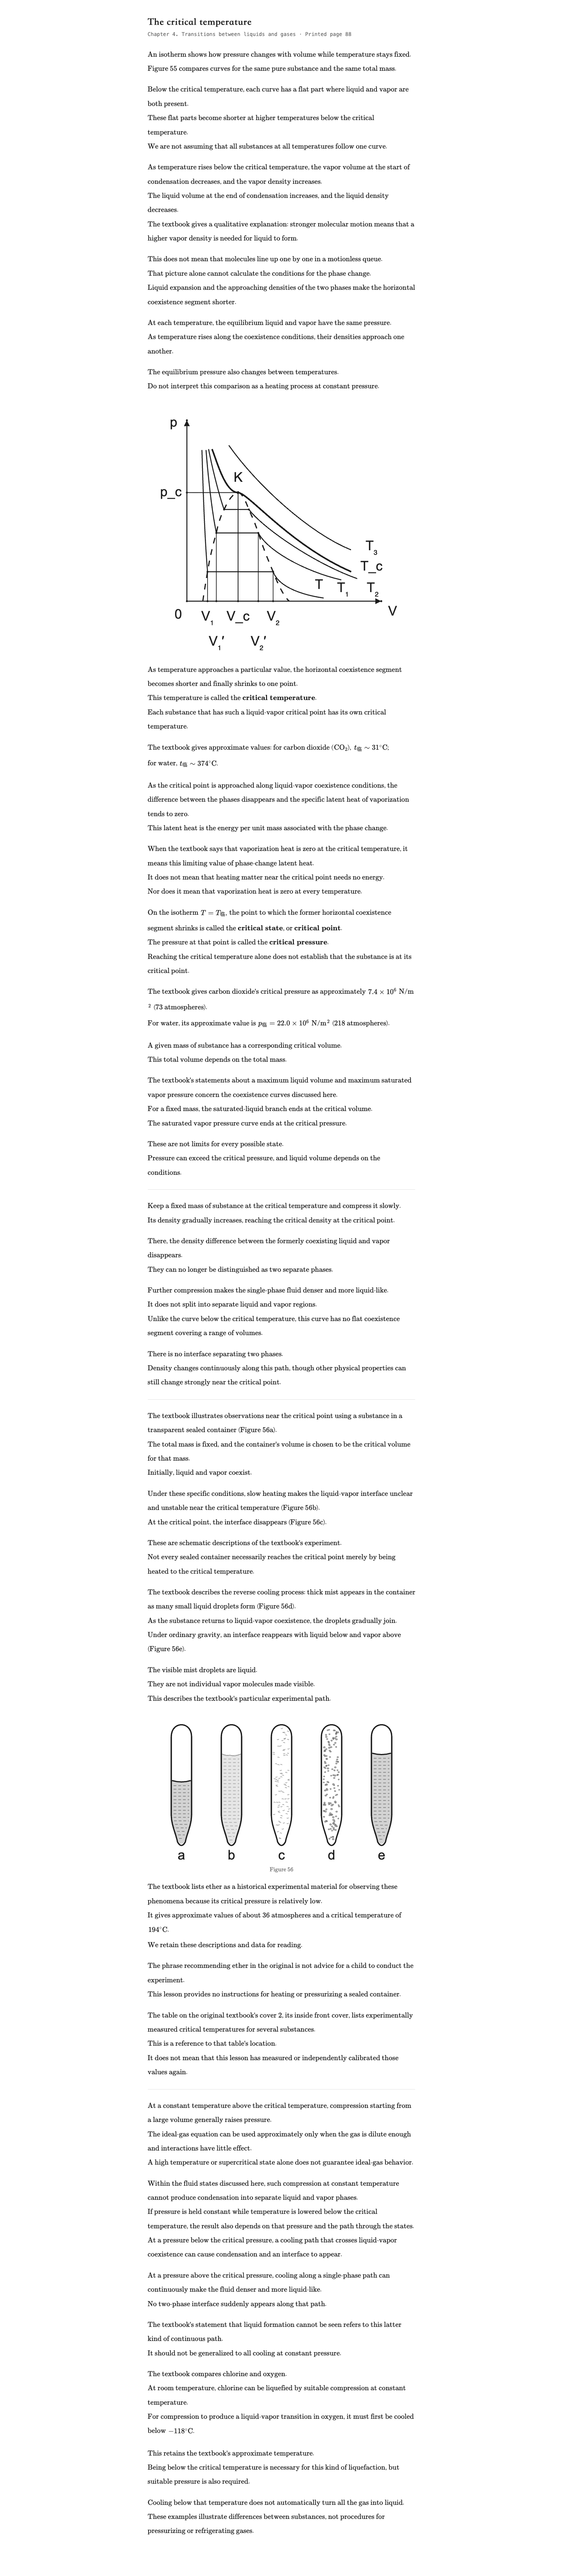 The critical temperature
Chapter 4. Transitions between liquids and gases · Printed page 88
An isotherm shows how pressure changes with volume while temperature stays fixed.
Figure 55 compares curves for the same pure substance and the same total mass.
Below the critical temperature, each curve has a flat part where liquid and vapor are
both present.
These flat parts become shorter at higher temperatures below the critical
temperature.
We are not assuming that all substances at all temperatures follow one curve.
As temperature rises below the critical temperature, the vapor volume at the start of
condensation decreases, and the vapor density increases.
The liquid volume at the end of condensation increases, and the liquid density
decreases.
The textbook gives a qualitative explanation: stronger molecular motion means that a
higher vapor density is needed for liquid to form.
This does not mean that molecules line up one by one in a motionless queue.
That picture alone cannot calculate the conditions for the phase change.
Liquid expansion and the approaching densities of the two phases make the horizontal
coexistence segment shorter.
At each temperature, the equilibrium liquid and vapor have the same pressure.
As temperature rises along the coexistence conditions, their densities approach one
another.
The equilibrium pressure also changes between temperatures.
Do not interpret this comparison as a heating process at constant pressure.
p
K
p_c
T_3
T_c
T T_1 T_2
0 V_1 V_c V_2 V
V_1′ V_2′
As temperature approaches a particular value, the horizontal coexistence segment
becomes shorter and finally shrinks to one point.
This temperature is called the critical temperature.
Each substance that has such a liquid-vapor critical point has its own critical
temperature.
The textbook gives approximate values: for carbon dioxide (CO₂), t临 ∼ 31°C;
for water, t临 ∼ 374°C.
As the critical point is approached along liquid-vapor coexistence conditions, the
difference between the phases disappears and the specific latent heat of vaporization
tends to zero.
This latent heat is the energy per unit mass associated with the phase change.
When the textbook says that vaporization heat is zero at the critical temperature, it
means this limiting value of phase-change latent heat.
It does not mean that heating matter near the critical point needs no energy.
Nor does it mean that vaporization heat is zero at every temperature.
On the isotherm T = T临, the point to which the former horizontal coexistence
segment shrinks is called the critical state, or critical point.
The pressure at that point is called the critical pressure.
Reaching the critical temperature alone does not establish that the substance is at its
critical point.
The textbook gives carbon dioxide's critical pressure as approximately 7.4 × 10⁶ N/m
² (73 atmospheres).
For water, its approximate value is p临 = 22.0 × 10⁶ N/m² (218 atmospheres).
A given mass of substance has a corresponding critical volume.
This total volume depends on the total mass.
The textbook's statements about a maximum liquid volume and maximum saturated
vapor pressure concern the coexistence curves discussed here.
For a fixed mass, the saturated-liquid branch ends at the critical volume.
The saturated vapor pressure curve ends at the critical pressure.
These are not limits for every possible state.
Pressure can exceed the critical pressure, and liquid volume depends on the
conditions.
Keep a fixed mass of substance at the critical temperature and compress it slowly.
Its density gradually increases, reaching the critical density at the critical point.
There, the density difference between the formerly coexisting liquid and vapor
disappears.
They can no longer be distinguished as two separate phases.
Further compression makes the single-phase fluid denser and more liquid-like.
It does not split into separate liquid and vapor regions.
Unlike the curve below the critical temperature, this curve has no flat coexistence
segment covering a range of volumes.
There is no interface separating two phases.
Density changes continuously along this path, though other physical properties can
still change strongly near the critical point.
The textbook illustrates observations near the critical point using a substance in a
transparent sealed container (Figure 56a).
The total mass is fixed, and the container's volume is chosen to be the critical volume
for that mass.
Initially, liquid and vapor coexist.
Under these specific conditions, slow heating makes the liquid-vapor interface unclear
and unstable near the critical temperature (Figure 56b).
At the critical point, the interface disappears (Figure 56c).
These are schematic descriptions of the textbook's experiment.
Not every sealed container necessarily reaches the critical point merely by being
heated to the critical temperature.
The textbook describes the reverse cooling process: thick mist appears in the container
as many small liquid droplets form (Figure 56d).
As the substance returns to liquid-vapor coexistence, the droplets gradually join.
Under ordinary gravity, an interface reappears with liquid below and vapor above
(Figure 56e).
The visible mist droplets are liquid.
They are not individual vapor molecules made visible.
This describes the textbook's particular experimental path.
a b c d e
Figure 56
The textbook lists ether as a historical experimental material for observing these
phenomena because its critical pressure is relatively low.
It gives approximate values of about 36 atmospheres and a critical temperature of
194°C.
We retain these descriptions and data for reading.
The phrase recommending ether in the original is not advice for a child to conduct the
experiment.
This lesson provides no instructions for heating or pressurizing a sealed container.
The table on the original textbook's cover 2, its inside front cover, lists experimentally
measured critical temperatures for several substances.
This is a reference to that table's location.
It does not mean that this lesson has measured or independently calibrated those
values again.
At a constant temperature above the critical temperature, compression starting from
a large volume generally raises pressure.
The ideal-gas equation can be used approximately only when the gas is dilute enough
and interactions have little effect.
A high temperature or supercritical state alone does not guarantee ideal-gas behavior.
Within the fluid states discussed here, such compression at constant temperature
cannot produce condensation into separate liquid and vapor phases.
If pressure is held constant while temperature is lowered below the critical
temperature, the result also depends on that pressure and the path through the states.
At a pressure below the critical pressure, a cooling path that crosses liquid-vapor
coexistence can cause condensation and an interface to appear.
At a pressure above the critical pressure, cooling along a single-phase path can
continuously make the fluid denser and more liquid-like.
No two-phase interface suddenly appears along that path.
The textbook's statement that liquid formation cannot be seen refers to this latter
kind of continuous path.
It should not be generalized to all cooling at constant pressure.
The textbook compares chlorine and oxygen.
At room temperature, chlorine can be liquefied by suitable compression at constant
temperature.
For compression to produce a liquid-vapor transition in oxygen, it must first be cooled
below −118°C.
This retains the textbook's approximate temperature.
Being below the critical temperature is necessary for this kind of liquefaction, but
suitable pressure is also required.
Cooling below that temperature does not automatically turn all the gas into liquid.
These examples illustrate differences between substances, not procedures for
pressurizing or refrigerating gases.